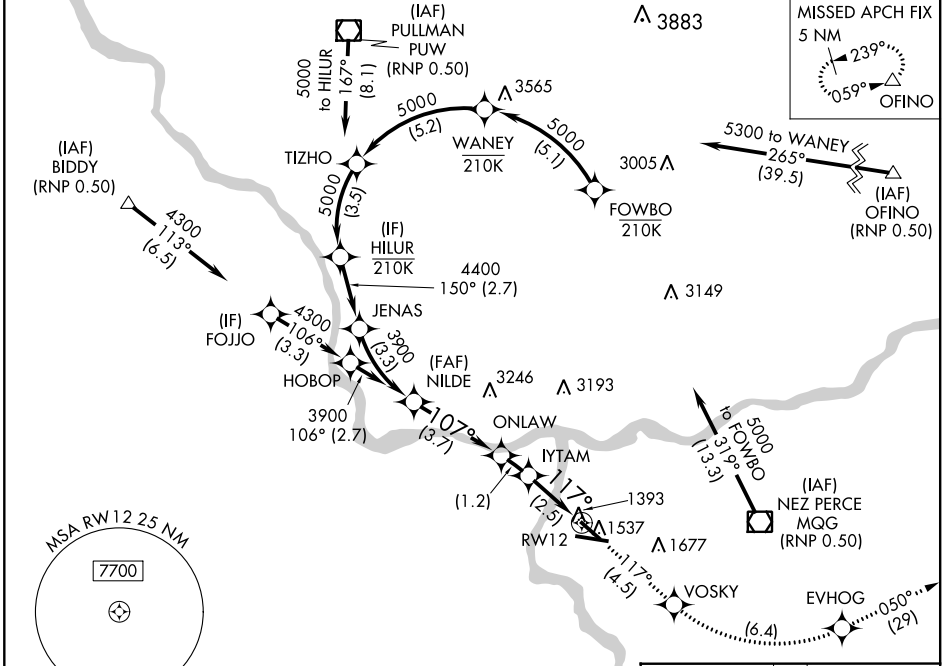 (IAF)
PULLMAN
PUW
(RNP 0.50)
3883
MISSED APCH FIX
5 NM
239°
059°
OFINO
5000
to HILUR
167°
(8.1)
3565
5000
(5.2)
WANEY
210K
5000
(5.1)
5300 to WANEY
265°
(39.5)
3005
(IAF)
OFINO
(RNP 0.50)
(IAF)
BIDDY
(RNP 0.50)
TIZHO
5000
(3.5)
FOWBO
210K
4300
113°
(6.5)
(IF)
HILUR
210K
4400
150° (2.7)
3149
(IF)
FOJJO
4300
106°
(3.3)
JENAS
3900
(3.3)
HOBOP
(FAF)
NILDE
3246
3193
3900
106° (2.7)
107°
(3.7)
ONLAW
IYTAM
5000
to FOWBO
319°
(13.3)
(1.2)
117°
(2.5)
1393
(IAF)
NEZ PERCE
MQG
(RNP 0.50)
RW12
1537
1677
MSA RW12 25 NM
7700
117°
(4.5)
VOSKY
(6.4)
EVHOG
050°
(29)